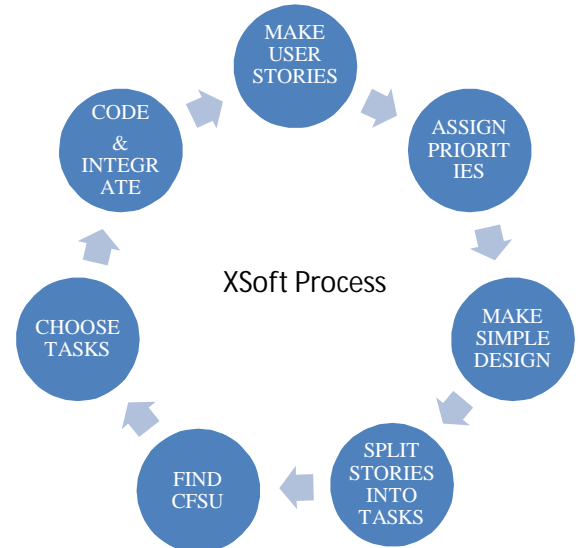 MAKE
USER
STORIES
ASSIGN
PRIORIT
IES
MAKE
SIMPLE
DESIGN
SPLIT
STORIES
INTO
TASKS
FIND
CFSU
CHOOSE
TASKS
CODE
&
INTEGR
ATE
XSoft Process